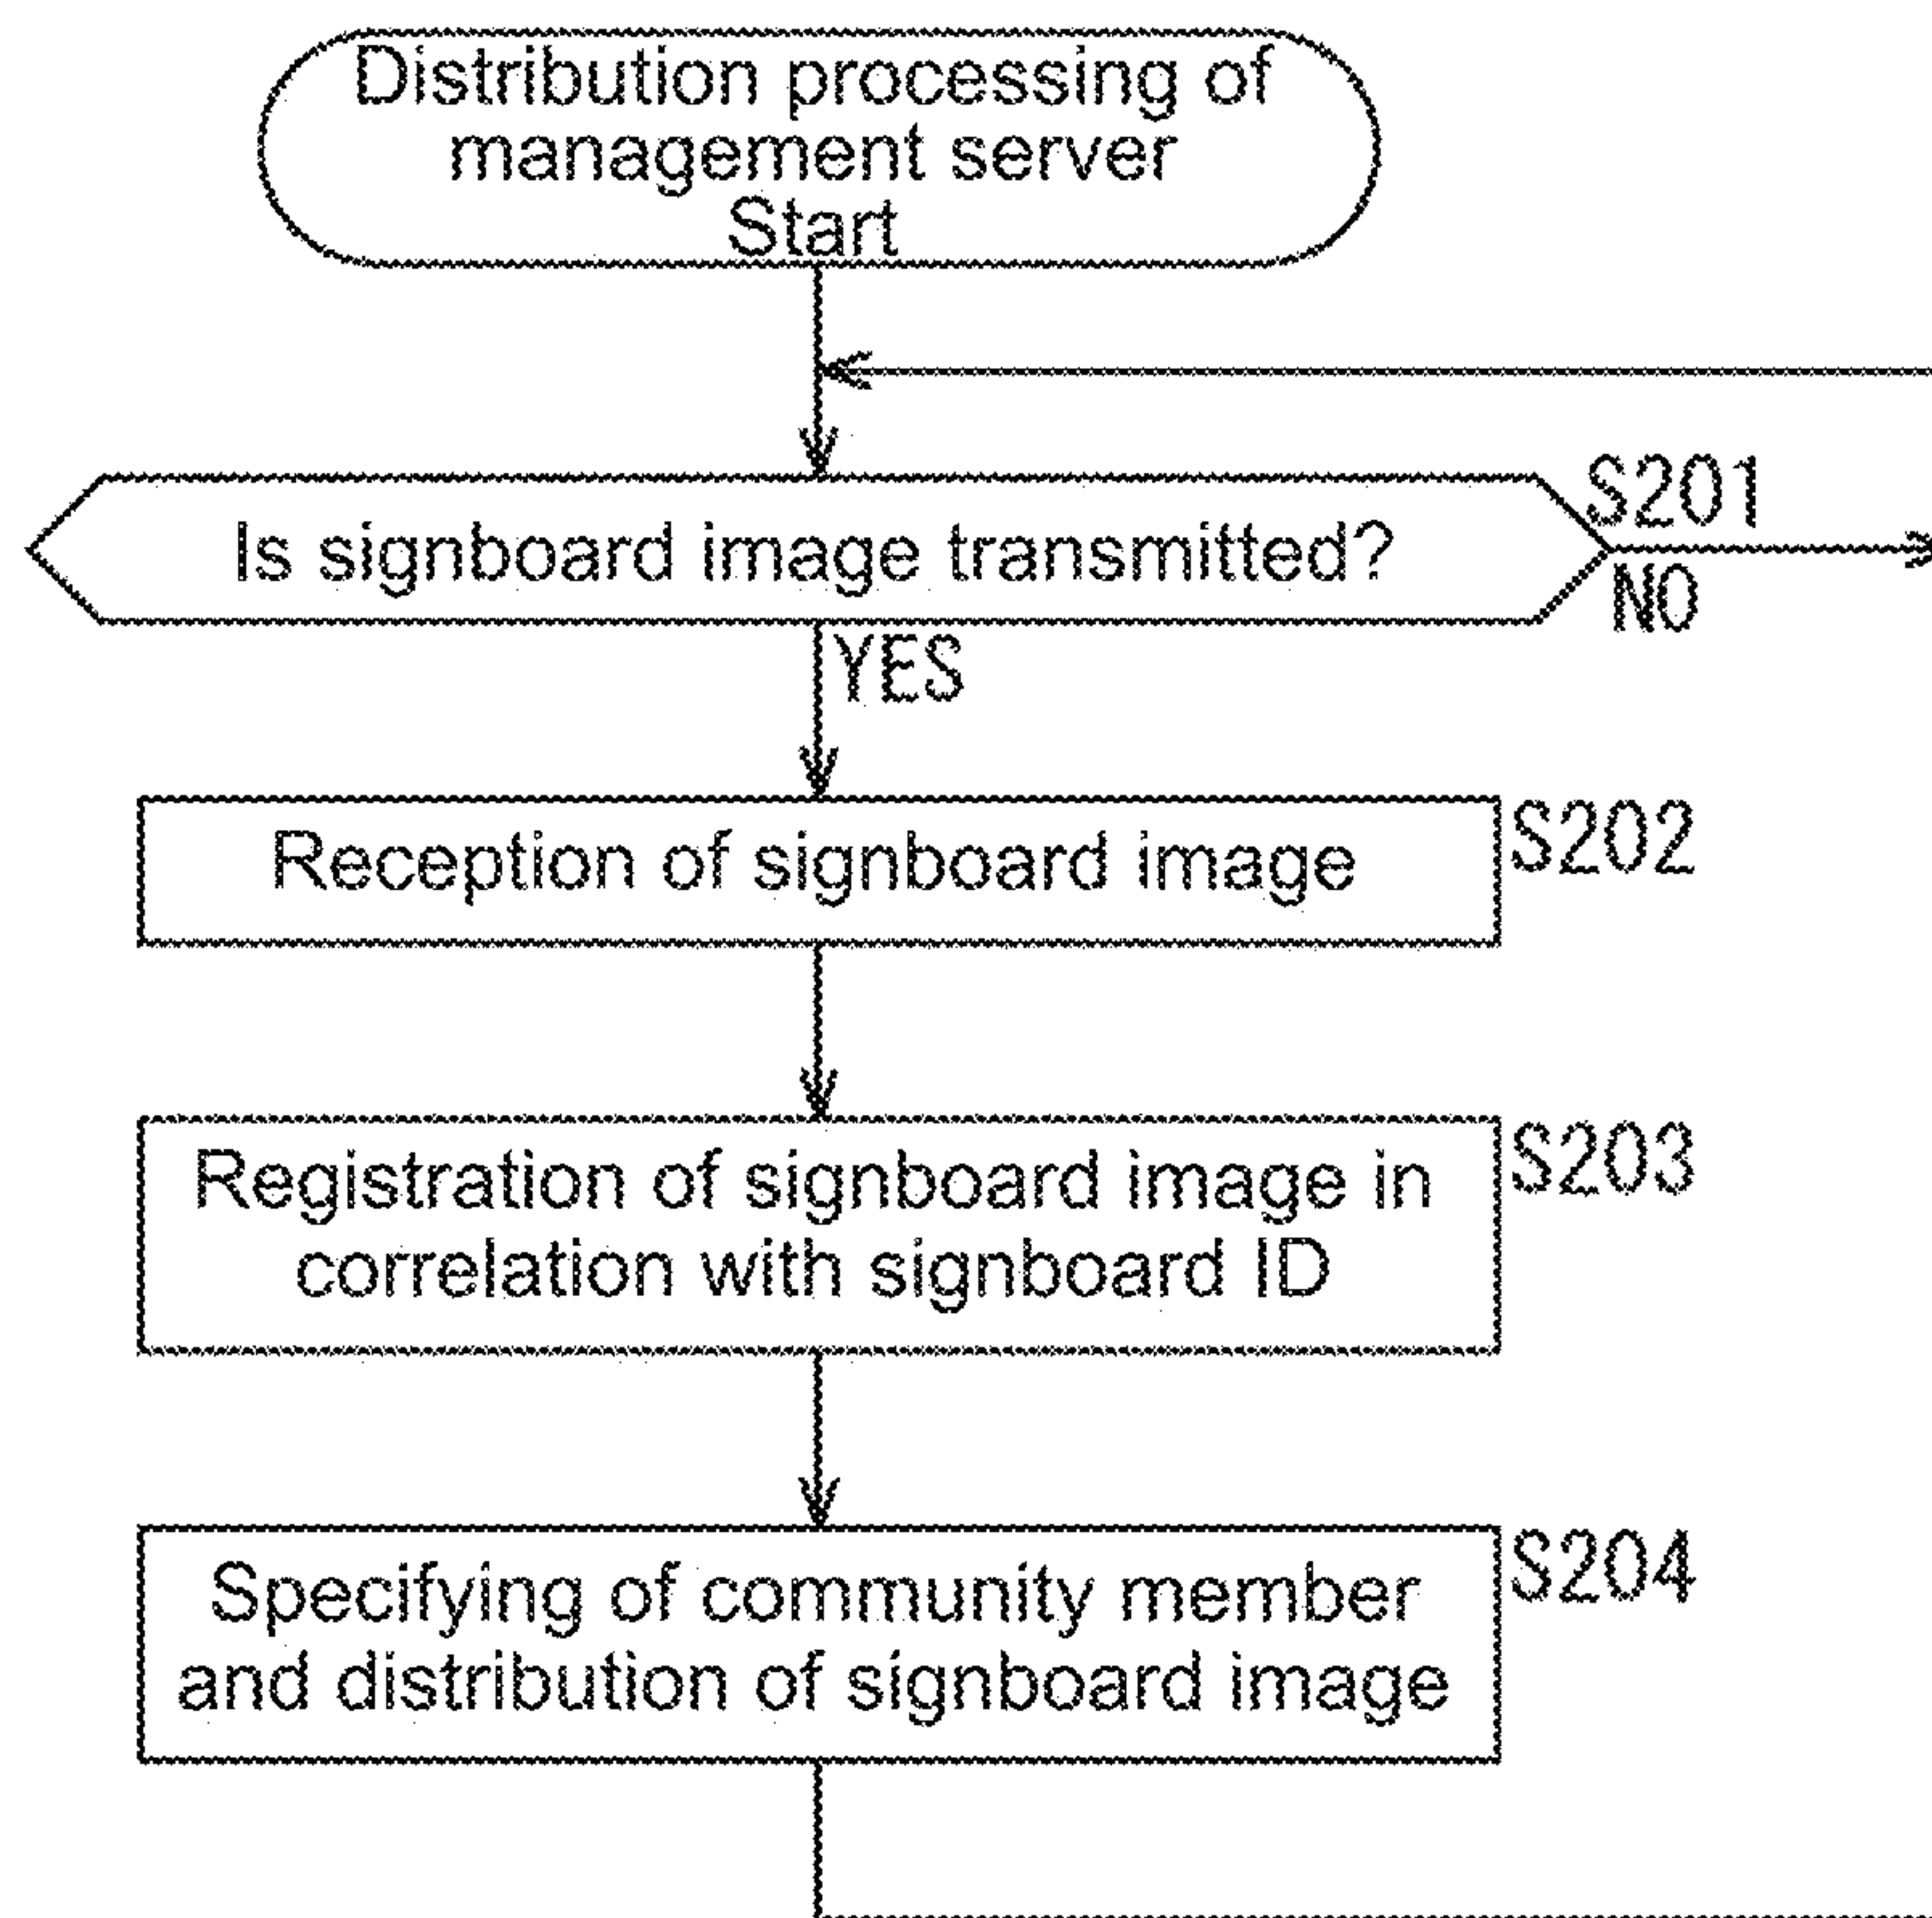 Distribution processing of
management server
Start
Is signboard image transmitted?
S201
NO
YES
Reception of signboard image
S202
Registration of signboard image in
correlation with signboard ID
S203
Specifying of community member
and distribution of signboard image
S204